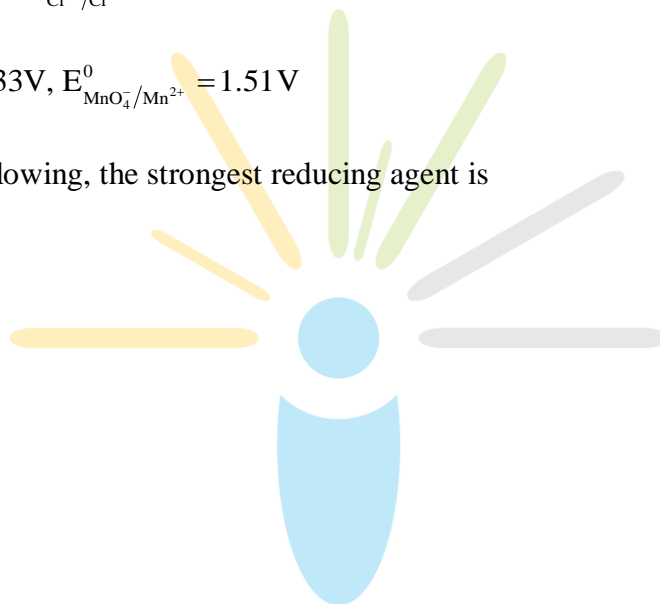 33V, E⁰_{MnO₄⁻/Mn²⁺} = 1.51V
lowing, the strongest reducing agent is